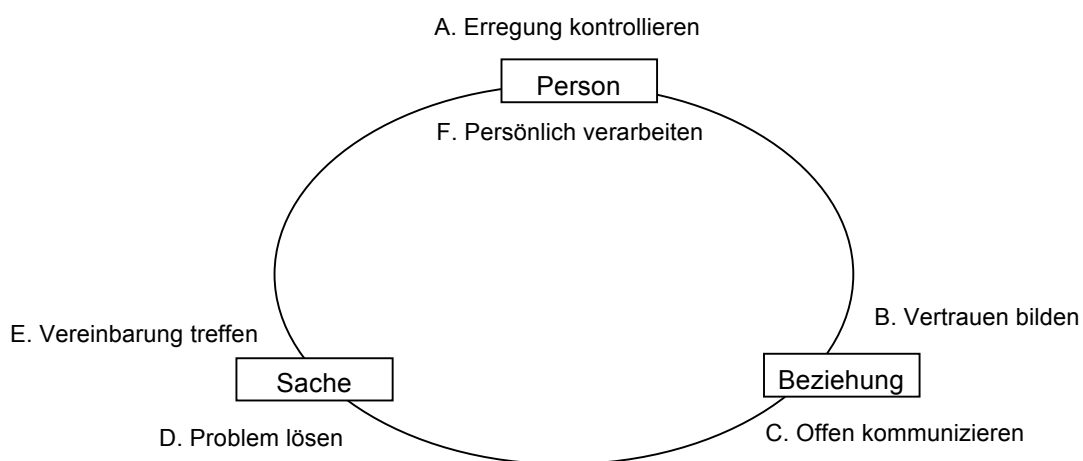 A. Erregung kontrollieren
Person
F. Persönlich verarbeiten
B. Vertrauen bilden
E. Vereinbarung treffen
Sache
Beziehung
D. Problem lösen
C. Offen kommunizieren